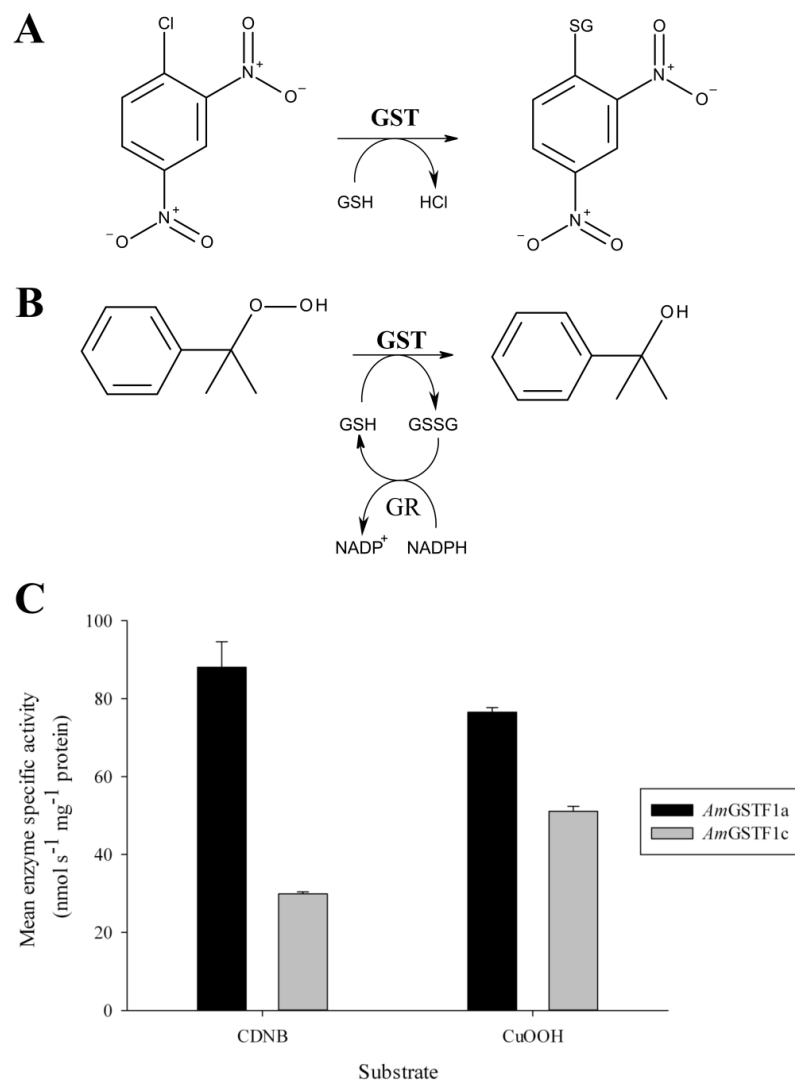 A
Cl
O
N+
O−
−O
N+
O
GST
GSH
HCl
SG
O
N+
O−
−O
N+
O
B
O
OH
GST
GSH
GSSG
GR
NADP+
NADPH
OH
C
Mean enzyme specific activity
(nmol s-1 mg-1 protein)
100
80
60
40
20
0
CDNB
CuOOH
Substrate
AmGSTF1a
AmGSTF1c